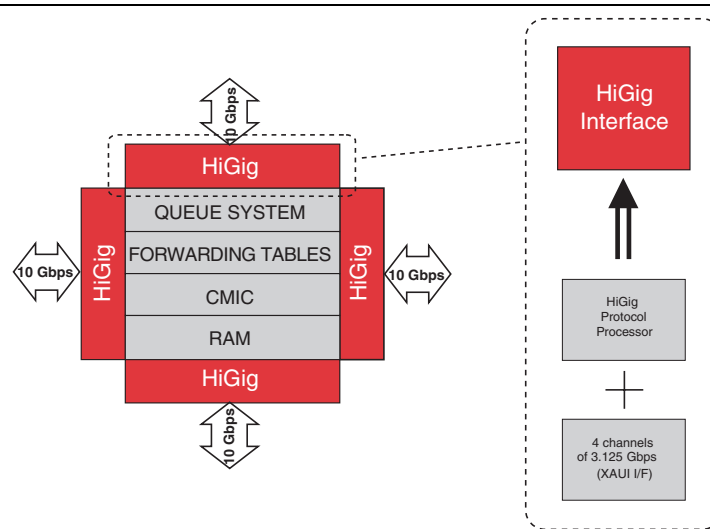 10 Gbps
HiGig
QUEUE SYSTEM
FORWARDING TABLES
CMIC
RAM
HiGig
10 Gbps
HiGig
10 Gbps
HiGig
10 Gbps
HiGig
Interface
HiGig
Protocol
Processor
4 channels
of 3.125 Gbps
(XAUI I/F)